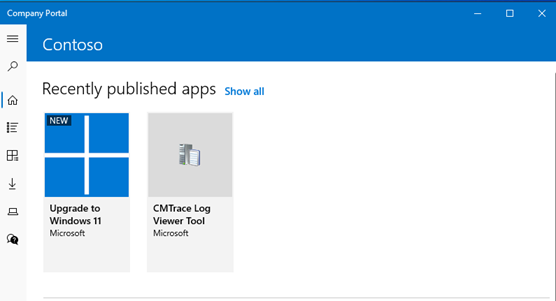 Company Portal
Contoso
Recently published apps Show all
NEW
Upgrade to
Windows 11
Microsoft
CMTrace Log
Viewer Tool
Microsoft